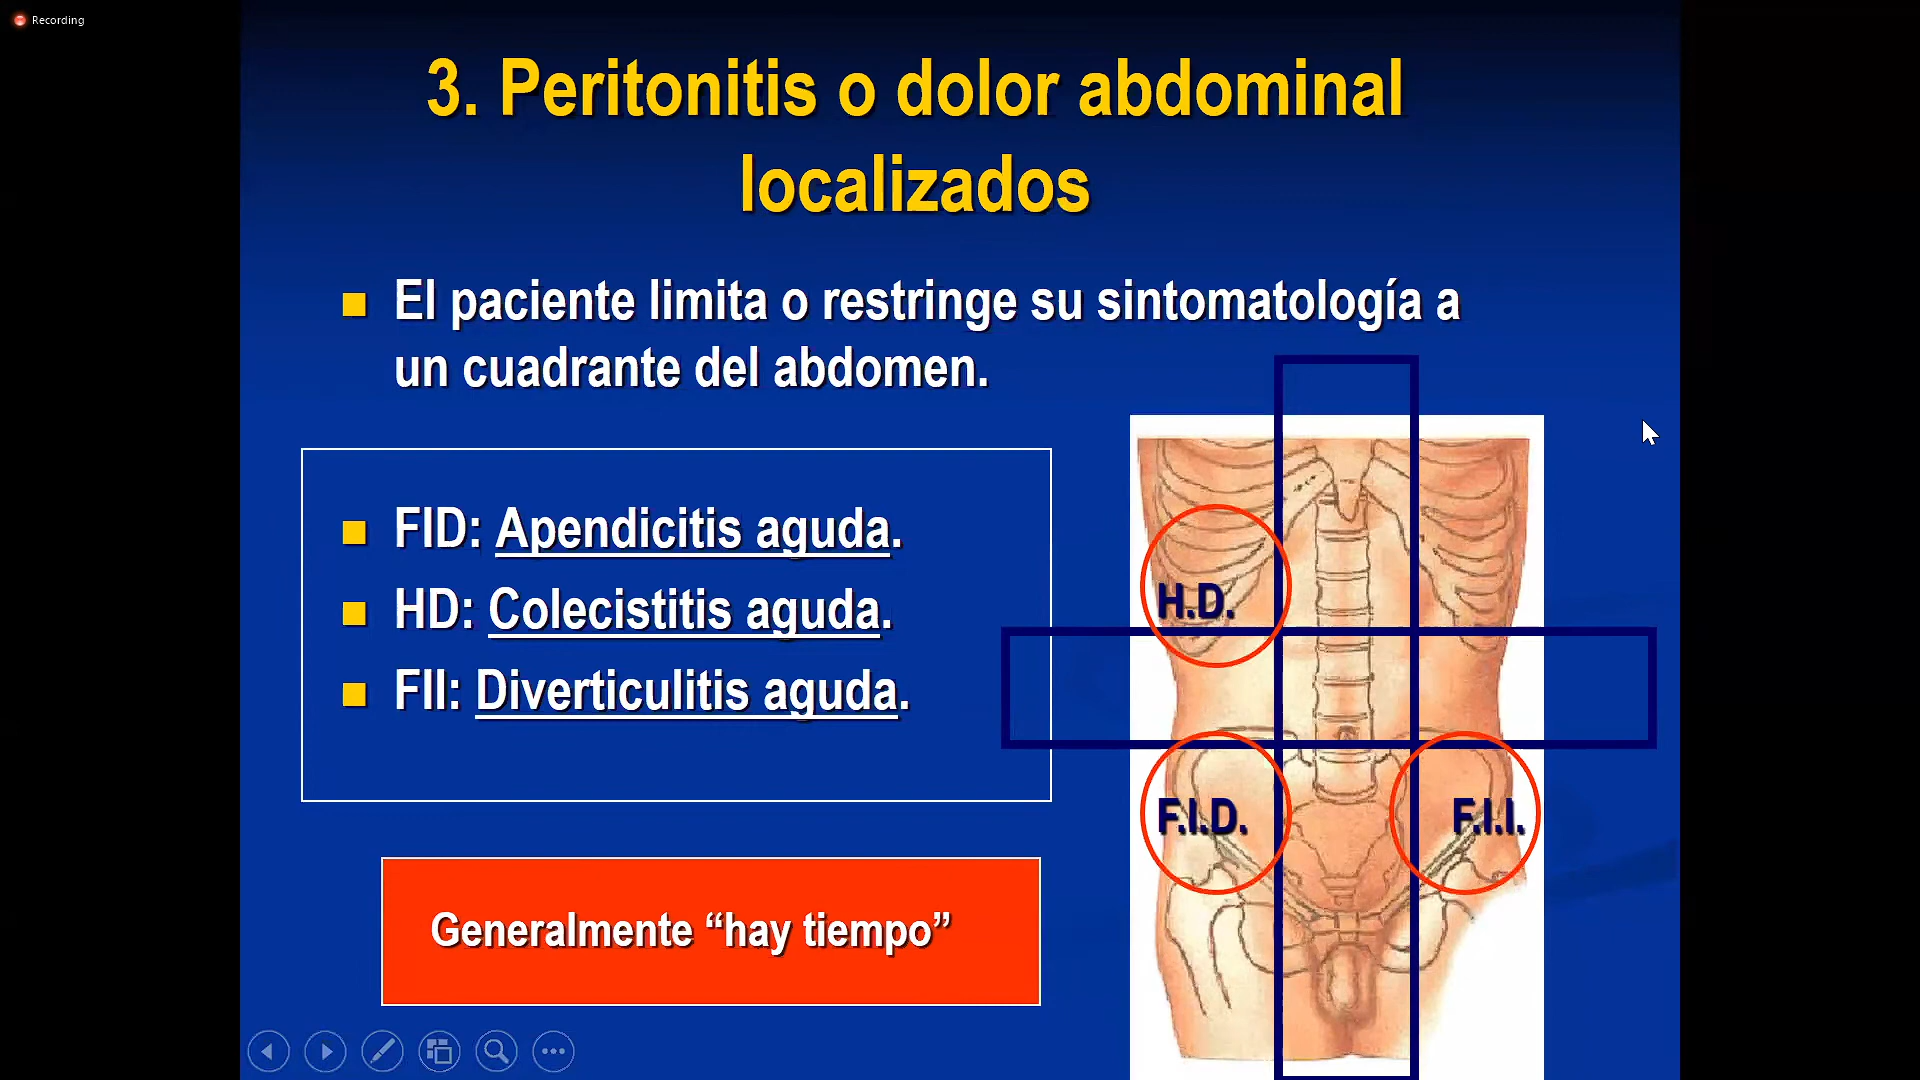 Recording
3. Peritonitis o dolor abdominal
localizados
El paciente limita o restringe su sintomatología a
un cuadrante del abdomen.
FID: Apendicitis aguda.
HD: Colecistitis aguda.
FII: Diverticulitis aguda.
Generalmente “hay tiempo”
H.D.
F.I.D.
F.I.I.